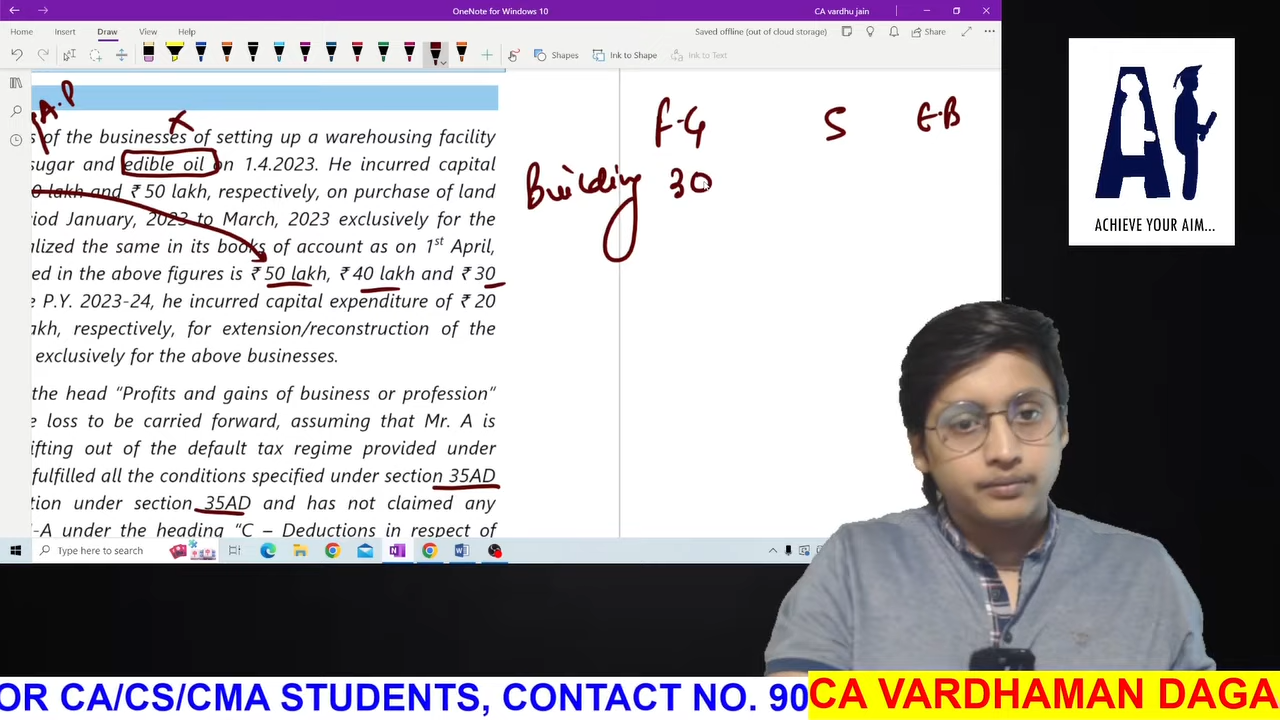 OneNote for Windows 10
CA vardhu jain
Home Insert Draw View Help
Saved offline (out of cloud storage)
Share
Shapes
Ink to Shape
Ink to Text
A.P
X
s of the businesses of setting up a warehousing facility
sugar and edible oil on 1.4.2023. He incurred capital
0 lakh and ₹ 50 lakh, respectively, on purchase of land
iod January, 2023 to March, 2023 exclusively for the
alized the same in its books of account as on 1st April,
ed in the above figures is ₹ 50 lakh, ₹ 40 lakh and ₹ 30
e P.Y. 2023-24, he incurred capital expenditure of ₹ 20
akh, respectively, for extension/reconstruction of the
exclusively for the above businesses.
the head “Profits and gains of business or profession”
e loss to be carried forward, assuming that Mr. A is
ifting out of the default tax regime provided under
fulfilled all the conditions specified under section 35AD
tion under section 35AD and has not claimed any
I-A under the heading “C – Deductions in respect of
F.G S E.B
Building 30
Type here to search
ACHIEVE YOUR AIM...
OR CA/CS/CMA STUDENTS, CONTACT NO. 90
CA VARDHAMAN DAGA